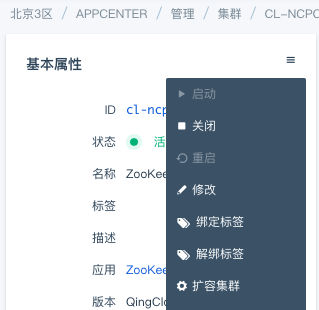 北京3区 / APPCENTER / 管理 / 集群 / CL-NCPC
基本属性
启动
ID cl-ncp
关闭
状态 活
重启
名称 ZooKee
修改
标签
绑定标签
描述
解绑标签
应用 ZooKee
扩容集群
版本 QingClo